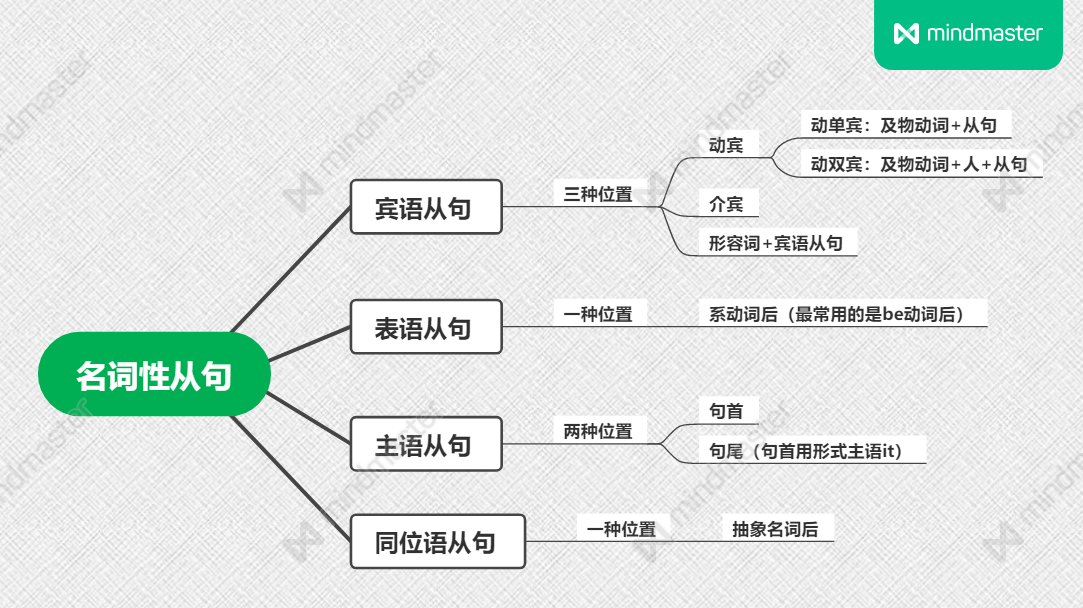 mindmaster
名词性从句
宾语从句
三种位置
动宾
动单宾：及物动词+从句
动双宾：及物动词+人+从句
介宾
形容词+宾语从句
表语从句
一种位置
系动词后（最常用的是be动词后）
主语从句
两种位置
句首
句尾（句首用形式主语it）
同位语从句
一种位置
抽象名词后